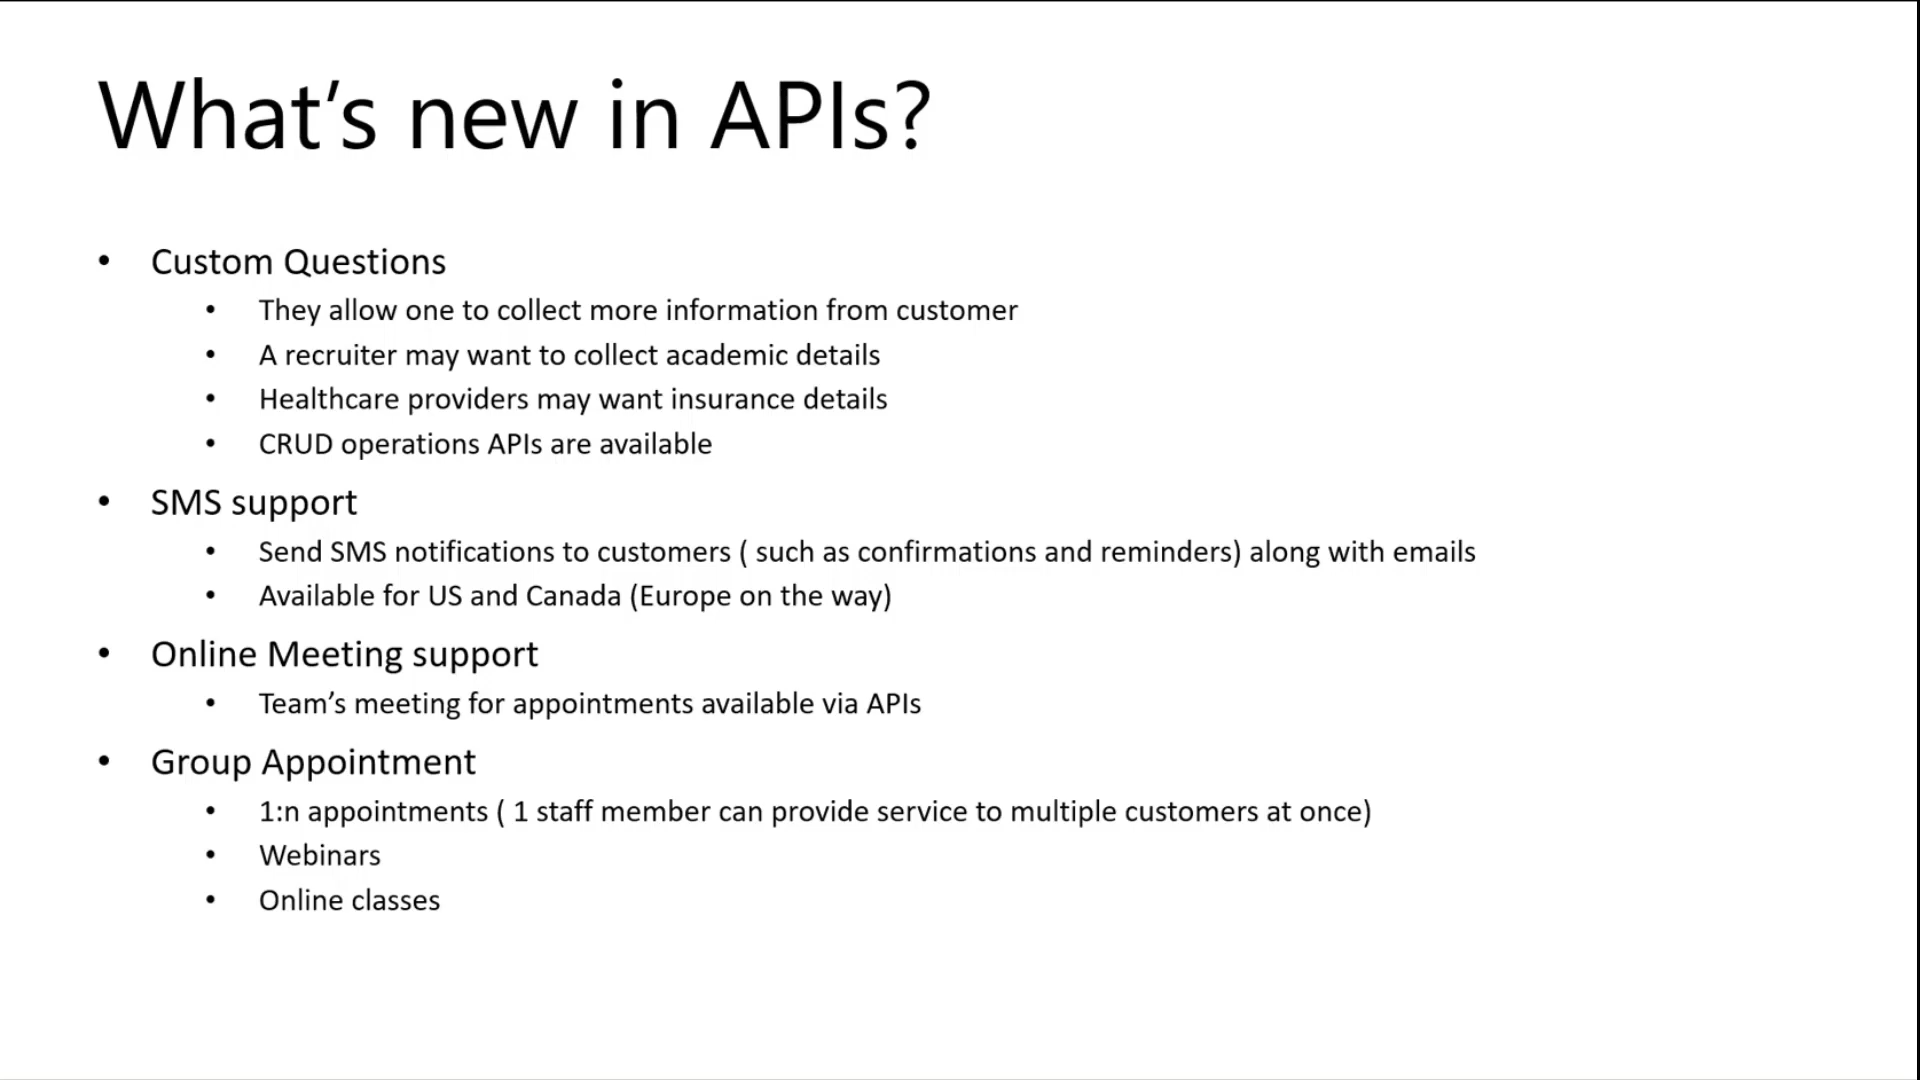 What’s new in APIs?
• Custom Questions
• They allow one to collect more information from customer
• A recruiter may want to collect academic details
• Healthcare providers may want insurance details
• CRUD operations APIs are available
• SMS support
• Send SMS notifications to customers ( such as confirmations and reminders) along with emails
• Available for US and Canada (Europe on the way)
• Online Meeting support
• Team’s meeting for appointments available via APIs
• Group Appointment
• 1:n appointments ( 1 staff member can provide service to multiple customers at once)
• Webinars
• Online classes